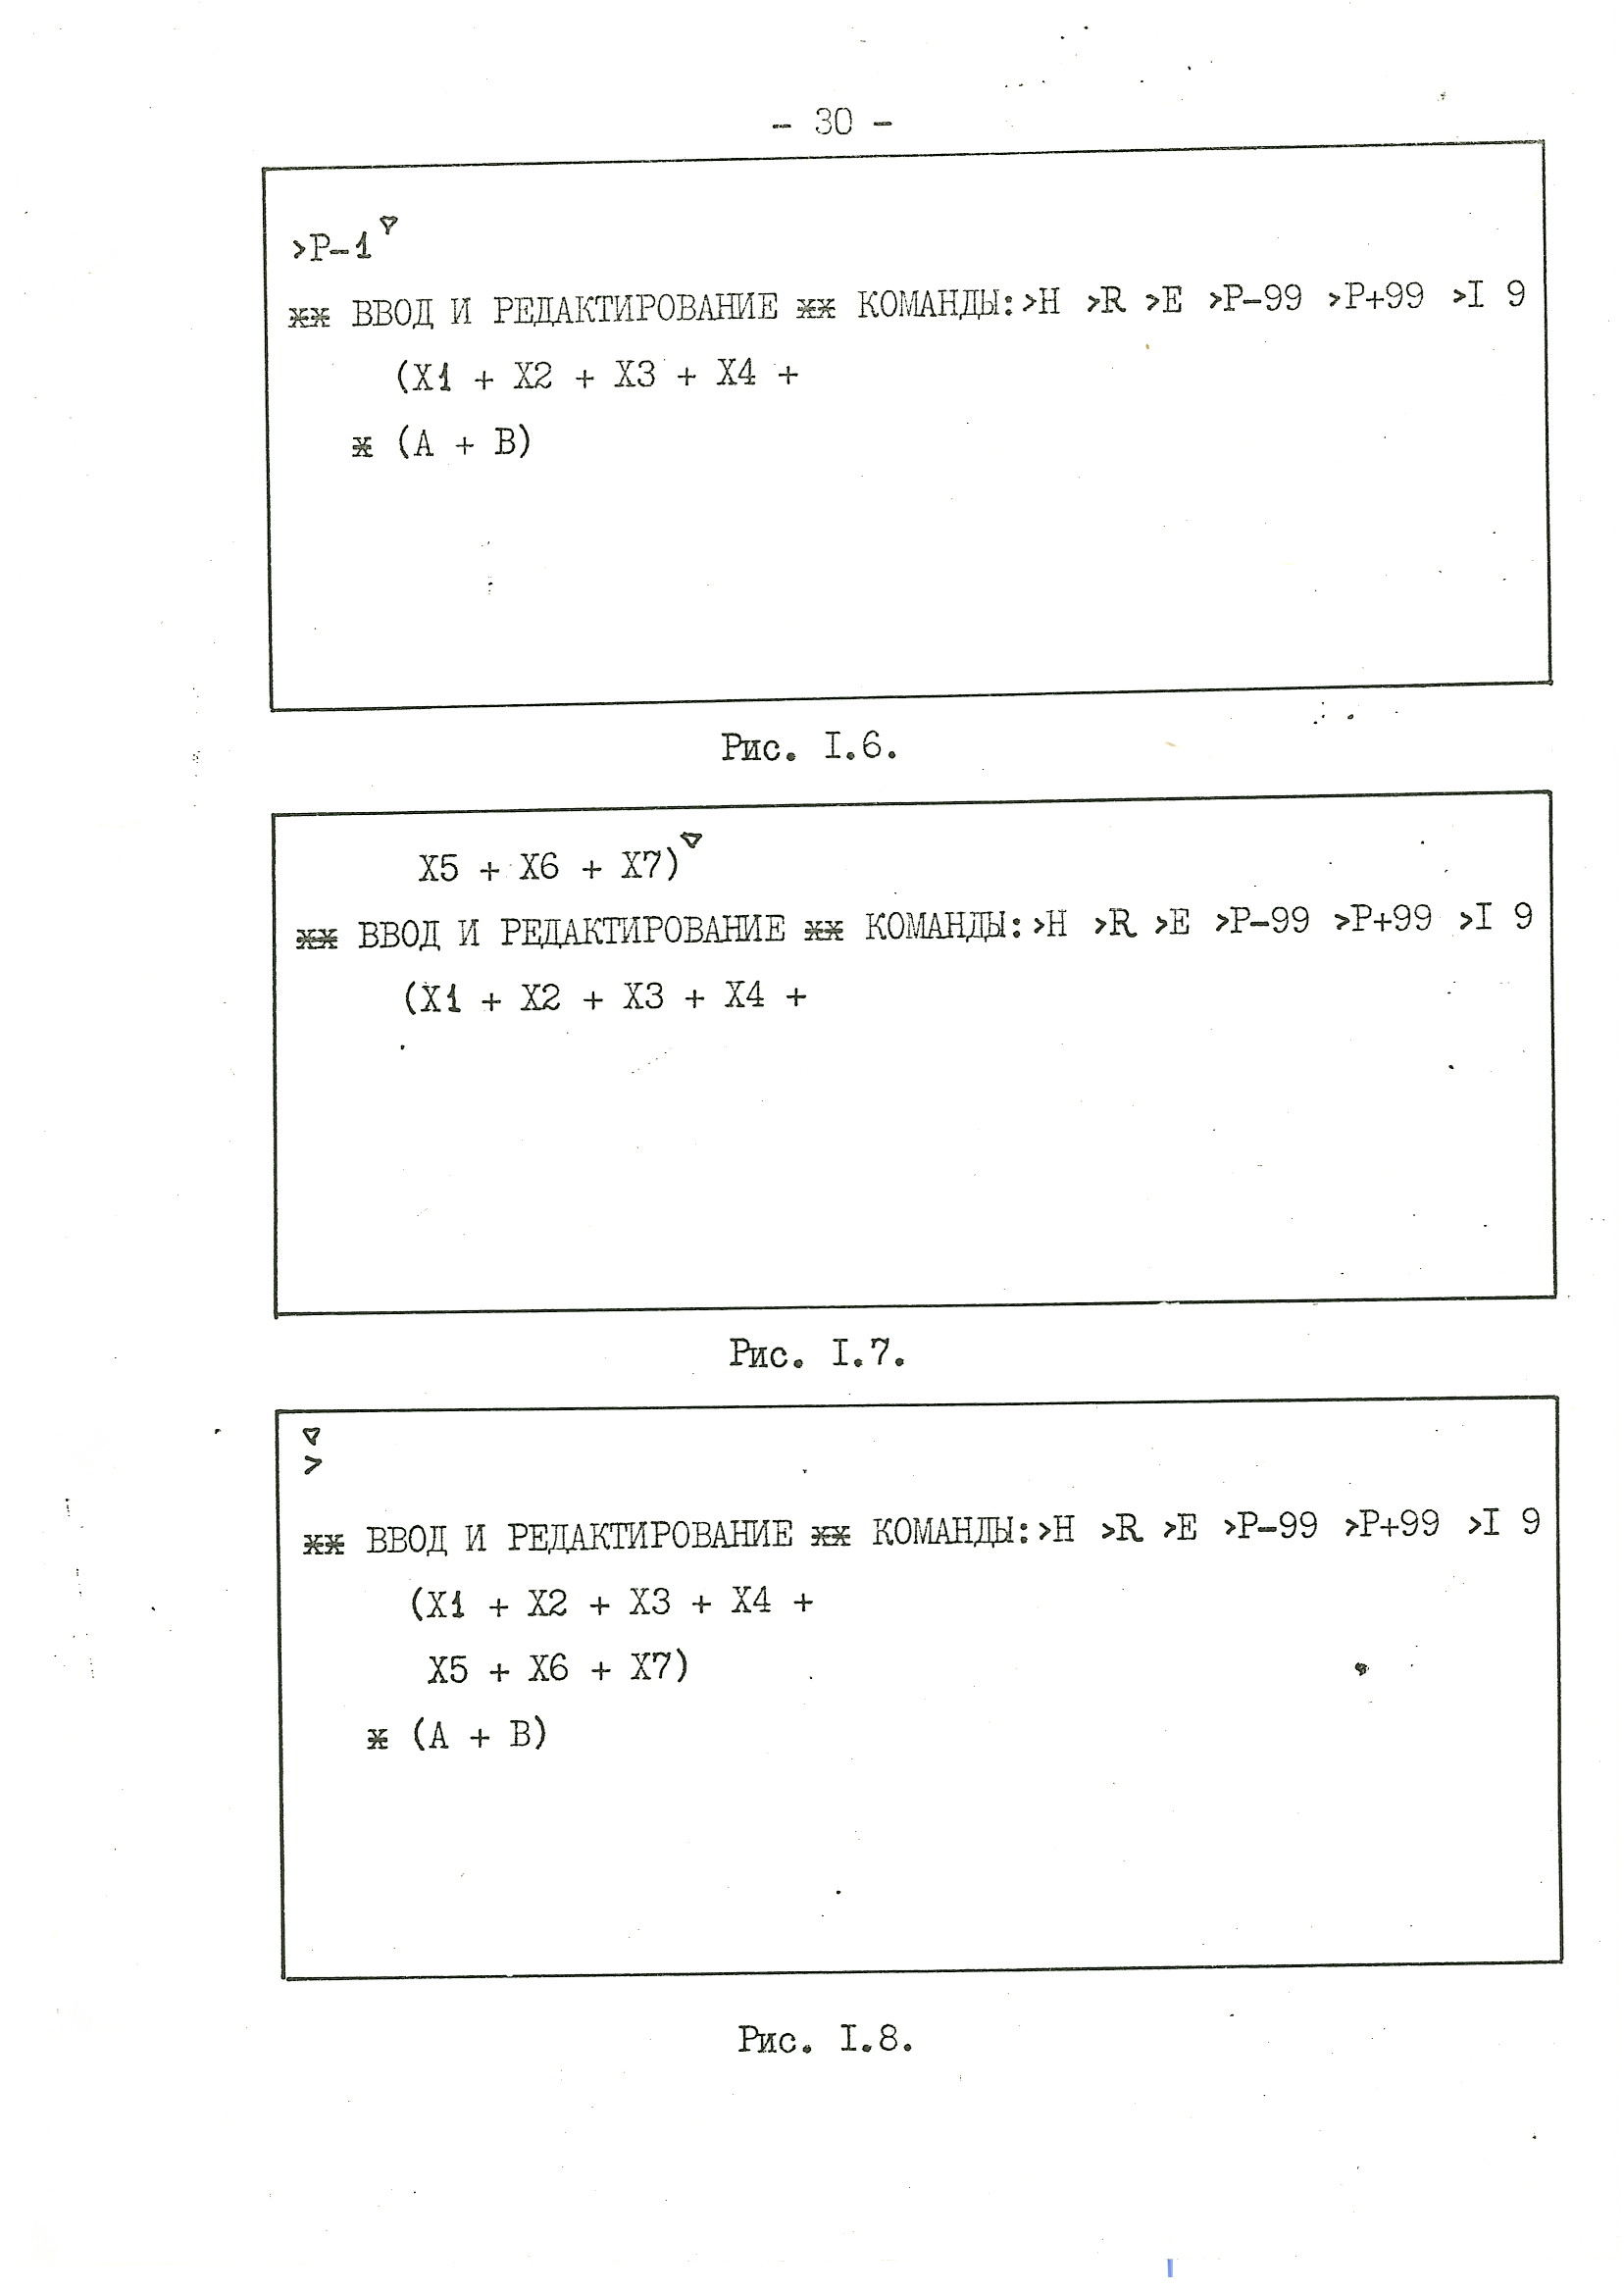 - 30 -
>P-1▽
** ВВОД И РЕДАКТИРОВАНИЕ ** КОМАНДЫ:>H >R >E >P-99 >P+99 >I 9
(X1 + X2 + X3 + X4 +
* (A + B)
Рис. I.6.
X5 + X6 + X7)▽
** ВВОД И РЕДАКТИРОВАНИЕ ** КОМАНДЫ:>H >R >E >P-99 >P+99 >I 9
(X1 + X2 + X3 + X4 +
Рис. I.7.
▽
>
** ВВОД И РЕДАКТИРОВАНИЕ ** КОМАНДЫ:>H >R >E >P-99 >P+99 >I 9
(X1 + X2 + X3 + X4 +
X5 + X6 + X7)
* (A + B)
Рис. I.8.